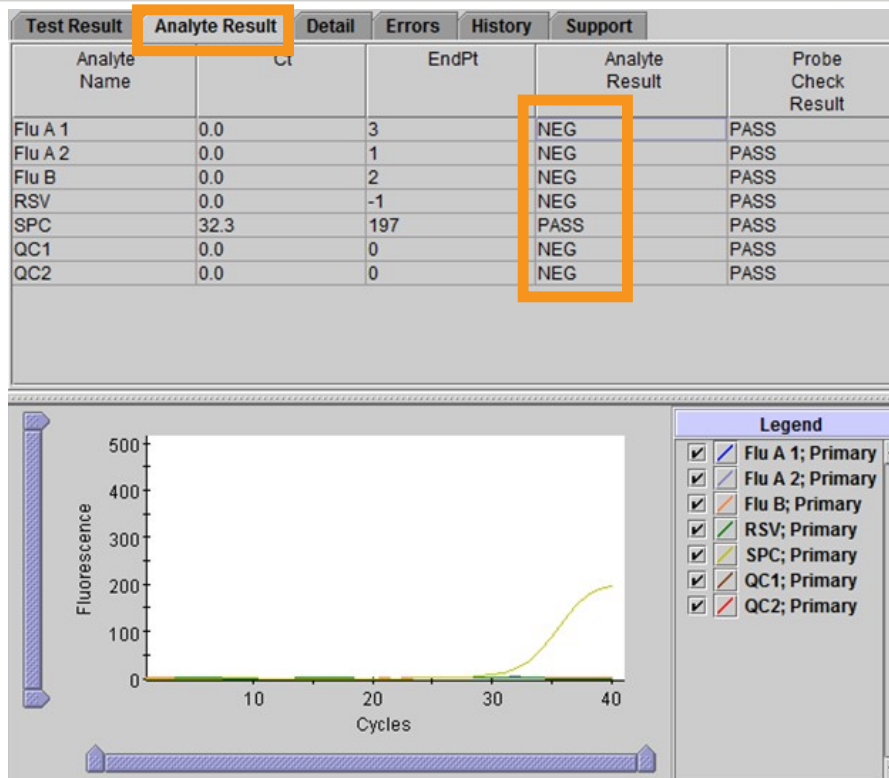 Test Result Analyte Result Detail Errors History Support
Analyte Name Ct EndPt Analyte Result Probe Check Result
Flu A 1 0.0 3 NEG PASS
Flu A 2 0.0 1 NEG PASS
Flu B 0.0 2 NEG PASS
RSV 0.0 -1 NEG PASS
SPC 32.3 197 PASS PASS
QC1 0.0 0 NEG PASS
QC2 0.0 0 NEG PASS
500
400
300
200
100
0
Fluorescence
10 20 30 40
Cycles
Legend
Flu A 1; Primary
Flu A 2; Primary
Flu B; Primary
RSV; Primary
SPC; Primary
QC1; Primary
QC2; Primary